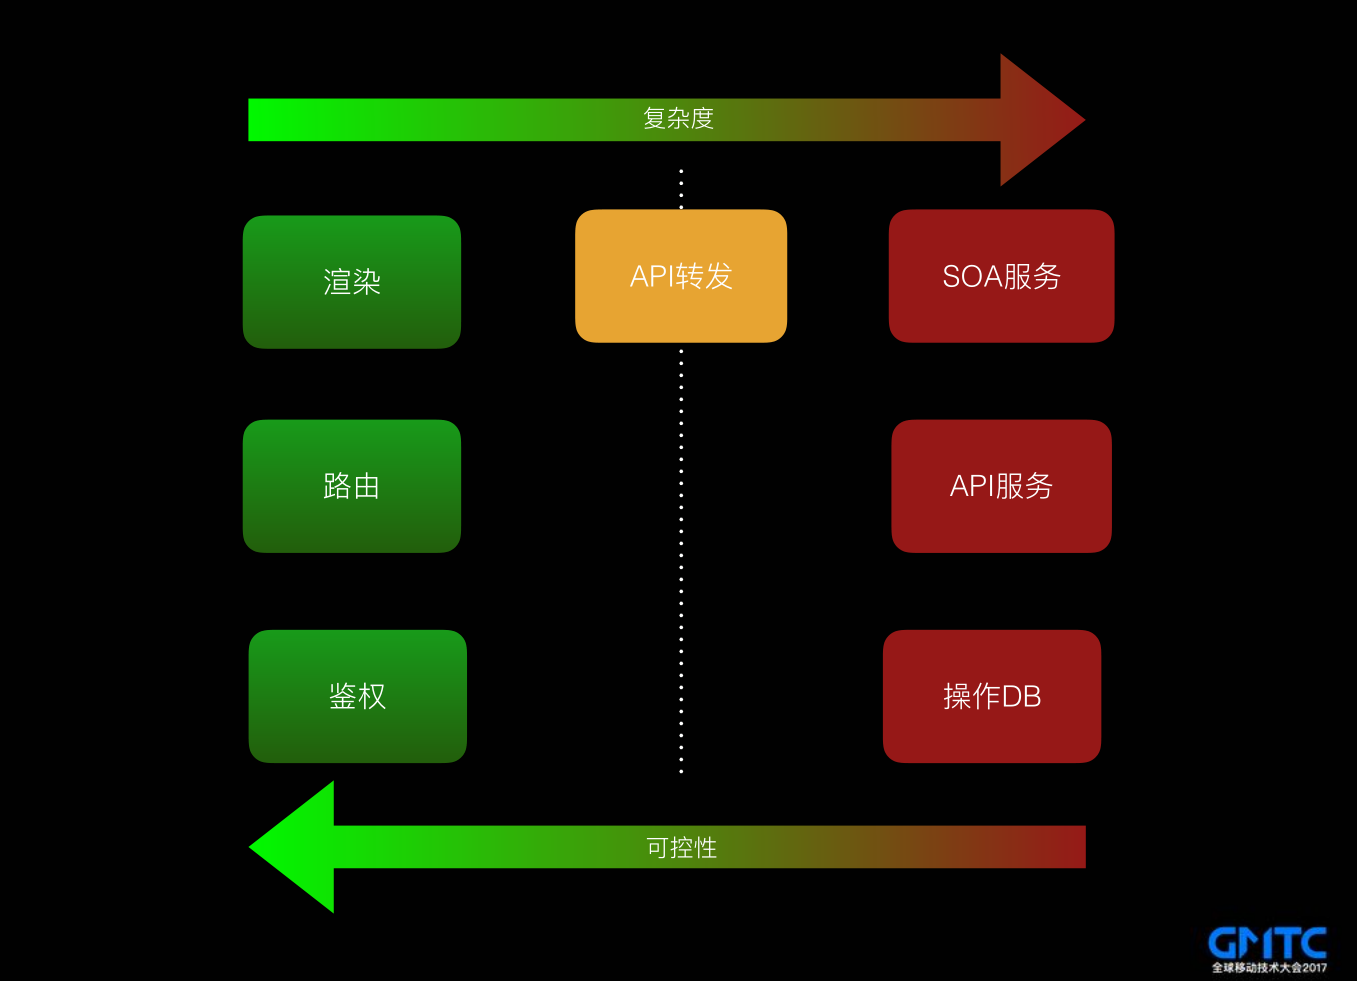 复杂度
渲染
API转发
SOA服务
路由
API服务
鉴权
操作DB
可控性
GMTC
全球移动技术大会2017